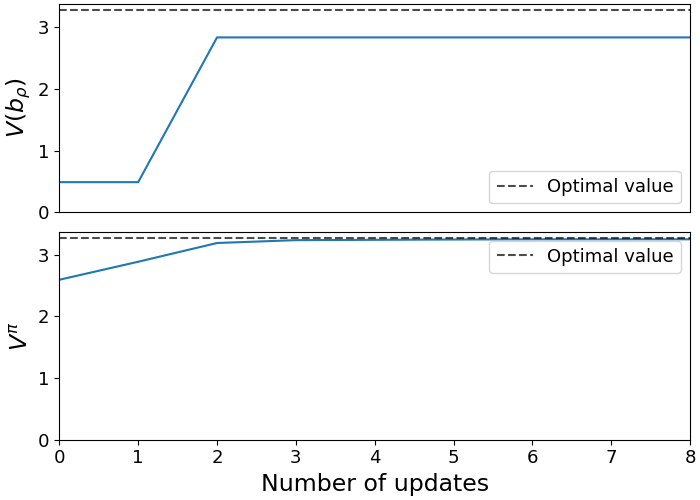 3
2
1
0
V(b_ρ)
Optimal value
3
2
1
0
V^π
Optimal value
0 1 2 3 4 5 6 7 8
Number of updates